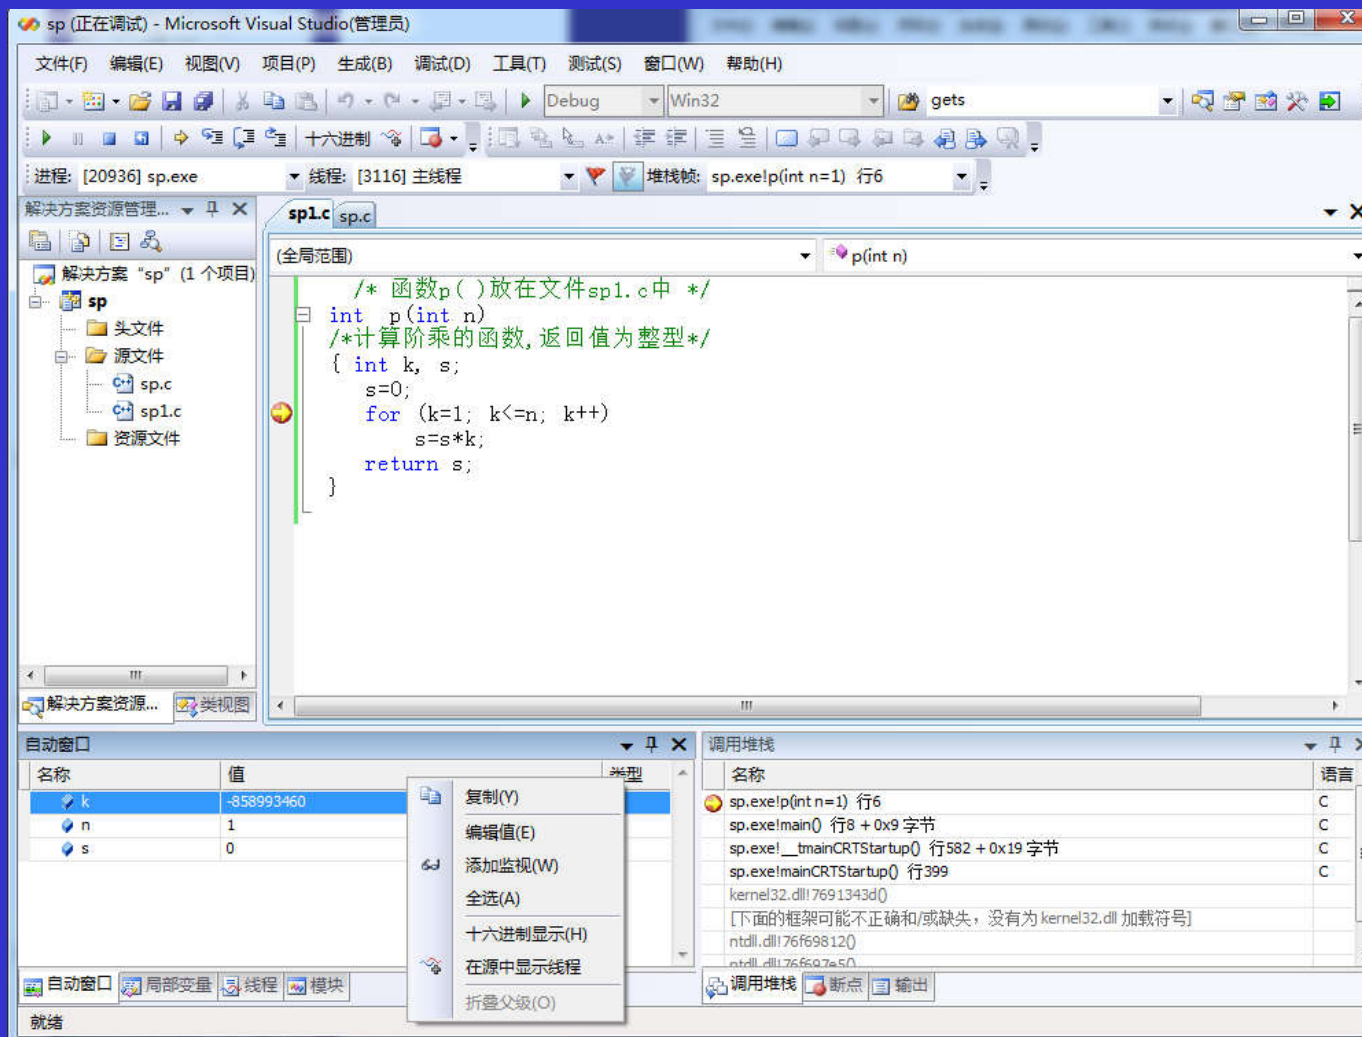 sp (正在调试) - Microsoft Visual Studio(管理员)
文件(F) 编辑(E) 视图(V) 项目(P) 生成(B) 调试(D) 工具(T) 测试(S) 窗口(W) 帮助(H)
Debug Win32 gets
十六进制
进程: [20936] sp.exe 线程: [3116] 主线程 堆栈帧: sp.exe!p(int n=1) 行6
解决方案资源管理...
sp1.c sp.c
(全局范围) p(int n)
解决方案 "sp" (1 个项目)
sp
头文件
源文件
sp.c
sp1.c
资源文件
/* 函数p( )放在文件sp1.c中 */
int p(int n)
/*计算阶乘的函数,返回值为整型*/
{ int k, s;
s=0;
for (k=1; k<=n; k++)
s=s*k;
return s;
}
解决方案资源... 类视图
自动窗口
名称 值 类型
k -858993460
n 1
s 0
复制(Y)
编辑值(E)
添加监视(W)
全选(A)
十六进制显示(H)
在源中显示线程
折叠父级(O)
自动窗口 局部变量 线程 模块
调用堆栈
名称 语言
sp.exe!p(int n=1) 行6 C
sp.exe!main() 行8 + 0x9 字节 C
sp.exe!__tmainCRTStartup() 行582 + 0x19 字节 C
sp.exe!mainCRTStartup() 行399 C
kernel32.dll!7691343d()
[下面的框架可能不正确和/或缺失，没有为 kernel32.dll 加载符号]
ntdll.dll!76f69812()
ntdll.dll!76f697e5()
调用堆栈 断点 输出
就绪